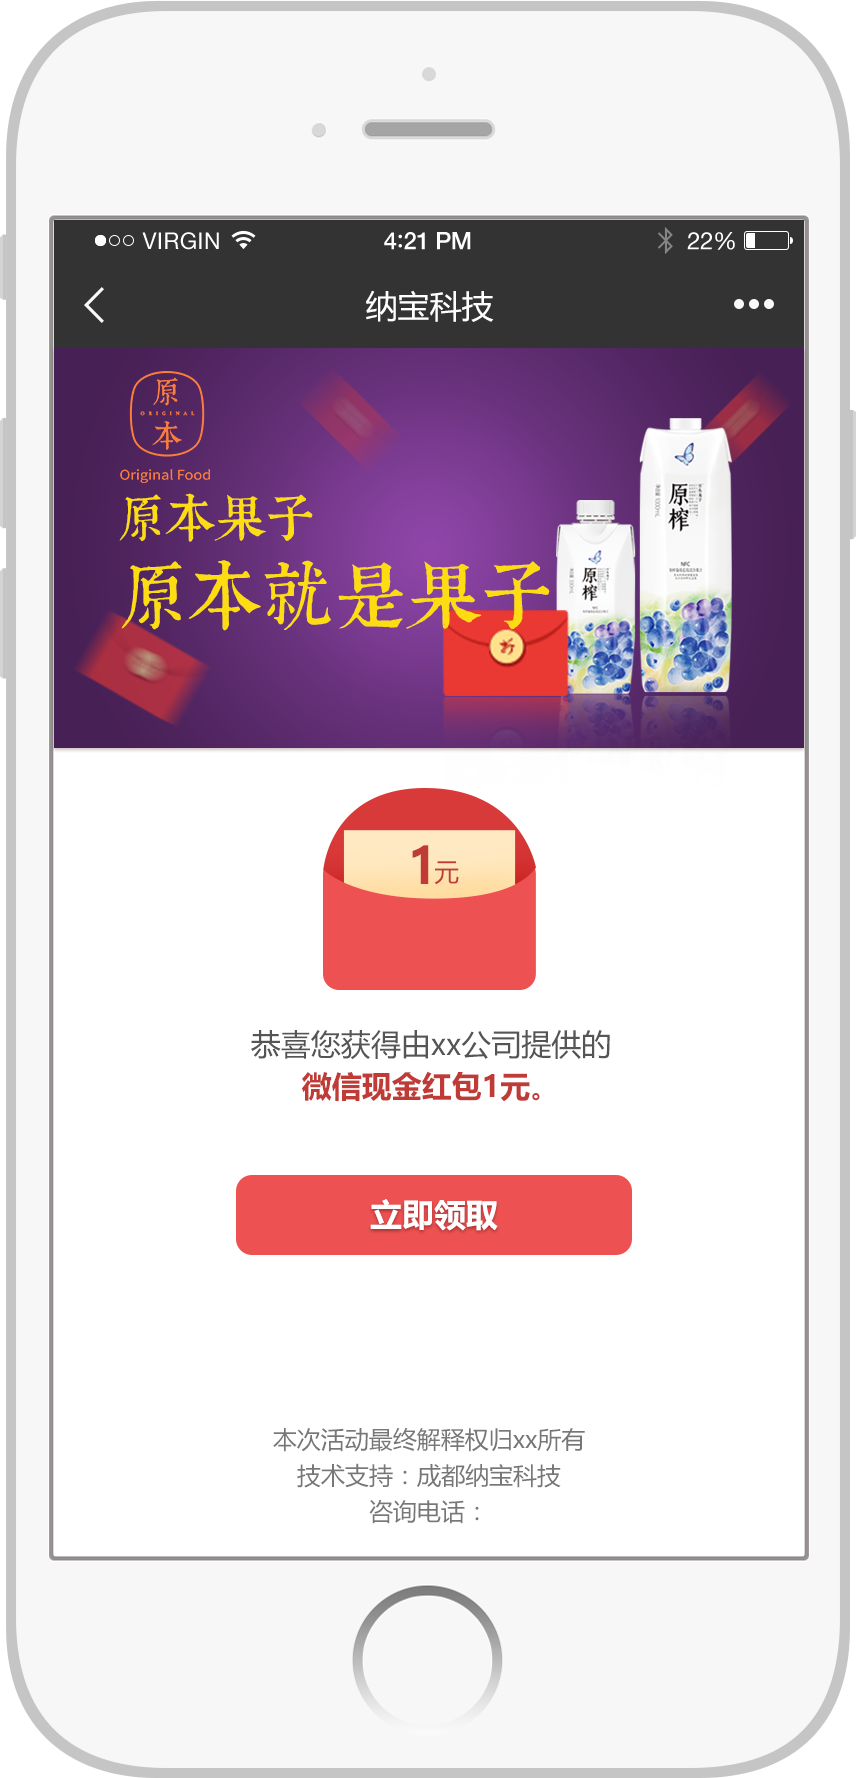 VIRGIN
4:21 PM
22%
纳宝科技
原
ORIGINAL
本
Original Food
原本果子
原本就是果子
原榨
1000mL
NFC
原榨
NFC
1元
恭喜您获得由xx公司提供的
微信现金红包1元。
立即领取
本次活动最终解释权归xx所有
技术支持：成都纳宝科技
咨询电话：